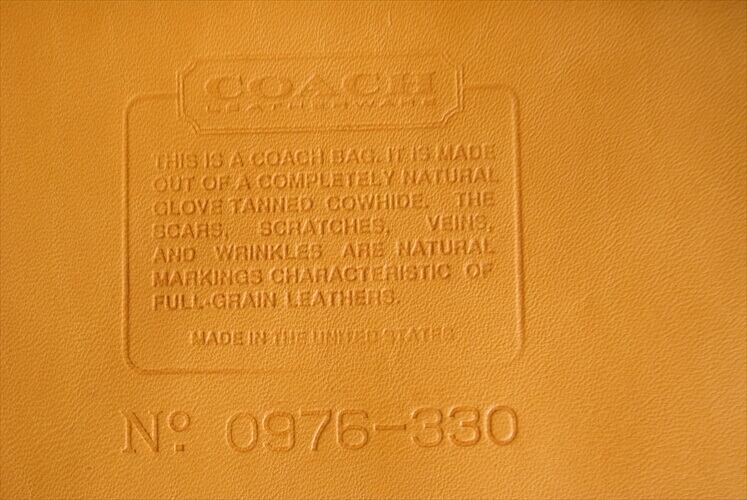 COACH
LEATHERWARE
THIS IS A COACH BAG. IT IS MADE
OUT OF A COMPLETELY NATURAL
GLOVE TANNED COWHIDE. THE
SCARS, SCRATCHES, VEINS,
AND WRINKLES ARE NATURAL
MARKINGS CHARACTERISTIC OF
FULL-GRAIN LEATHERS.
MADE IN THE UNITED STATES
Nº 0976-330